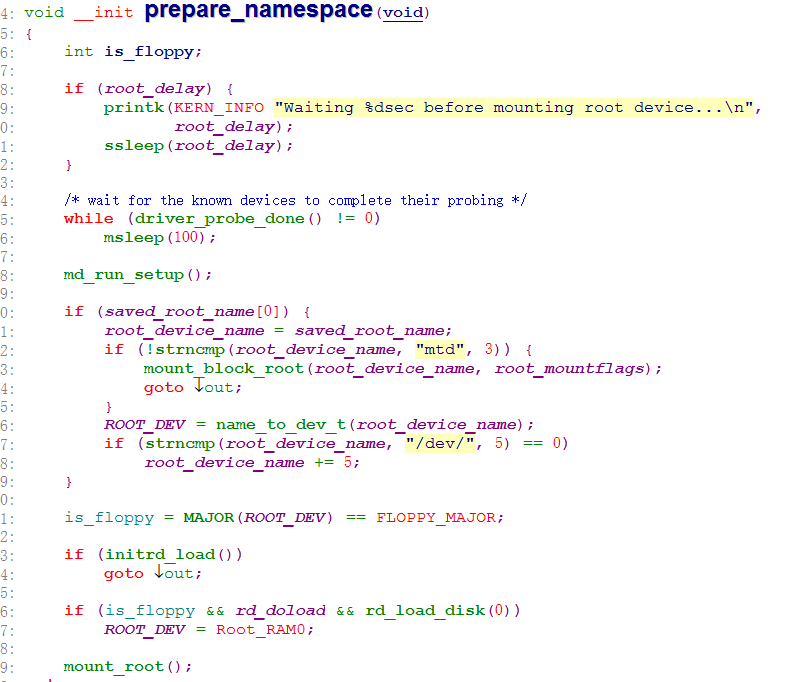 4: void __init prepare_namespace(void)
5: {
6:     int is_floppy;
7:
8:     if (root_delay) {
9:         printk(KERN_INFO "Waiting %dsec before mounting root device...\n",
0:                root_delay);
1:         ssleep(root_delay);
2:     }
3:
4:     /* wait for the known devices to complete their probing */
5:     while (driver_probe_done() != 0)
6:         msleep(100);
7:
8:     md_run_setup();
9:
0:     if (saved_root_name[0]) {
1:         root_device_name = saved_root_name;
2:         if (!strncmp(root_device_name, "mtd", 3)) {
3:             mount_block_root(root_device_name, root_mountflags);
4:             goto ↓out;
5:         }
6:         ROOT_DEV = name_to_dev_t(root_device_name);
7:         if (strncmp(root_device_name, "/dev/", 5) == 0)
8:             root_device_name += 5;
9:     }
0:
1:     is_floppy = MAJOR(ROOT_DEV) == FLOPPY_MAJOR;
2:
3:     if (initrd_load())
4:         goto ↓out;
5:
6:     if (is_floppy && rd_doload && rd_load_disk(0))
7:         ROOT_DEV = Root_RAM0;
8:
9:     mount_root();